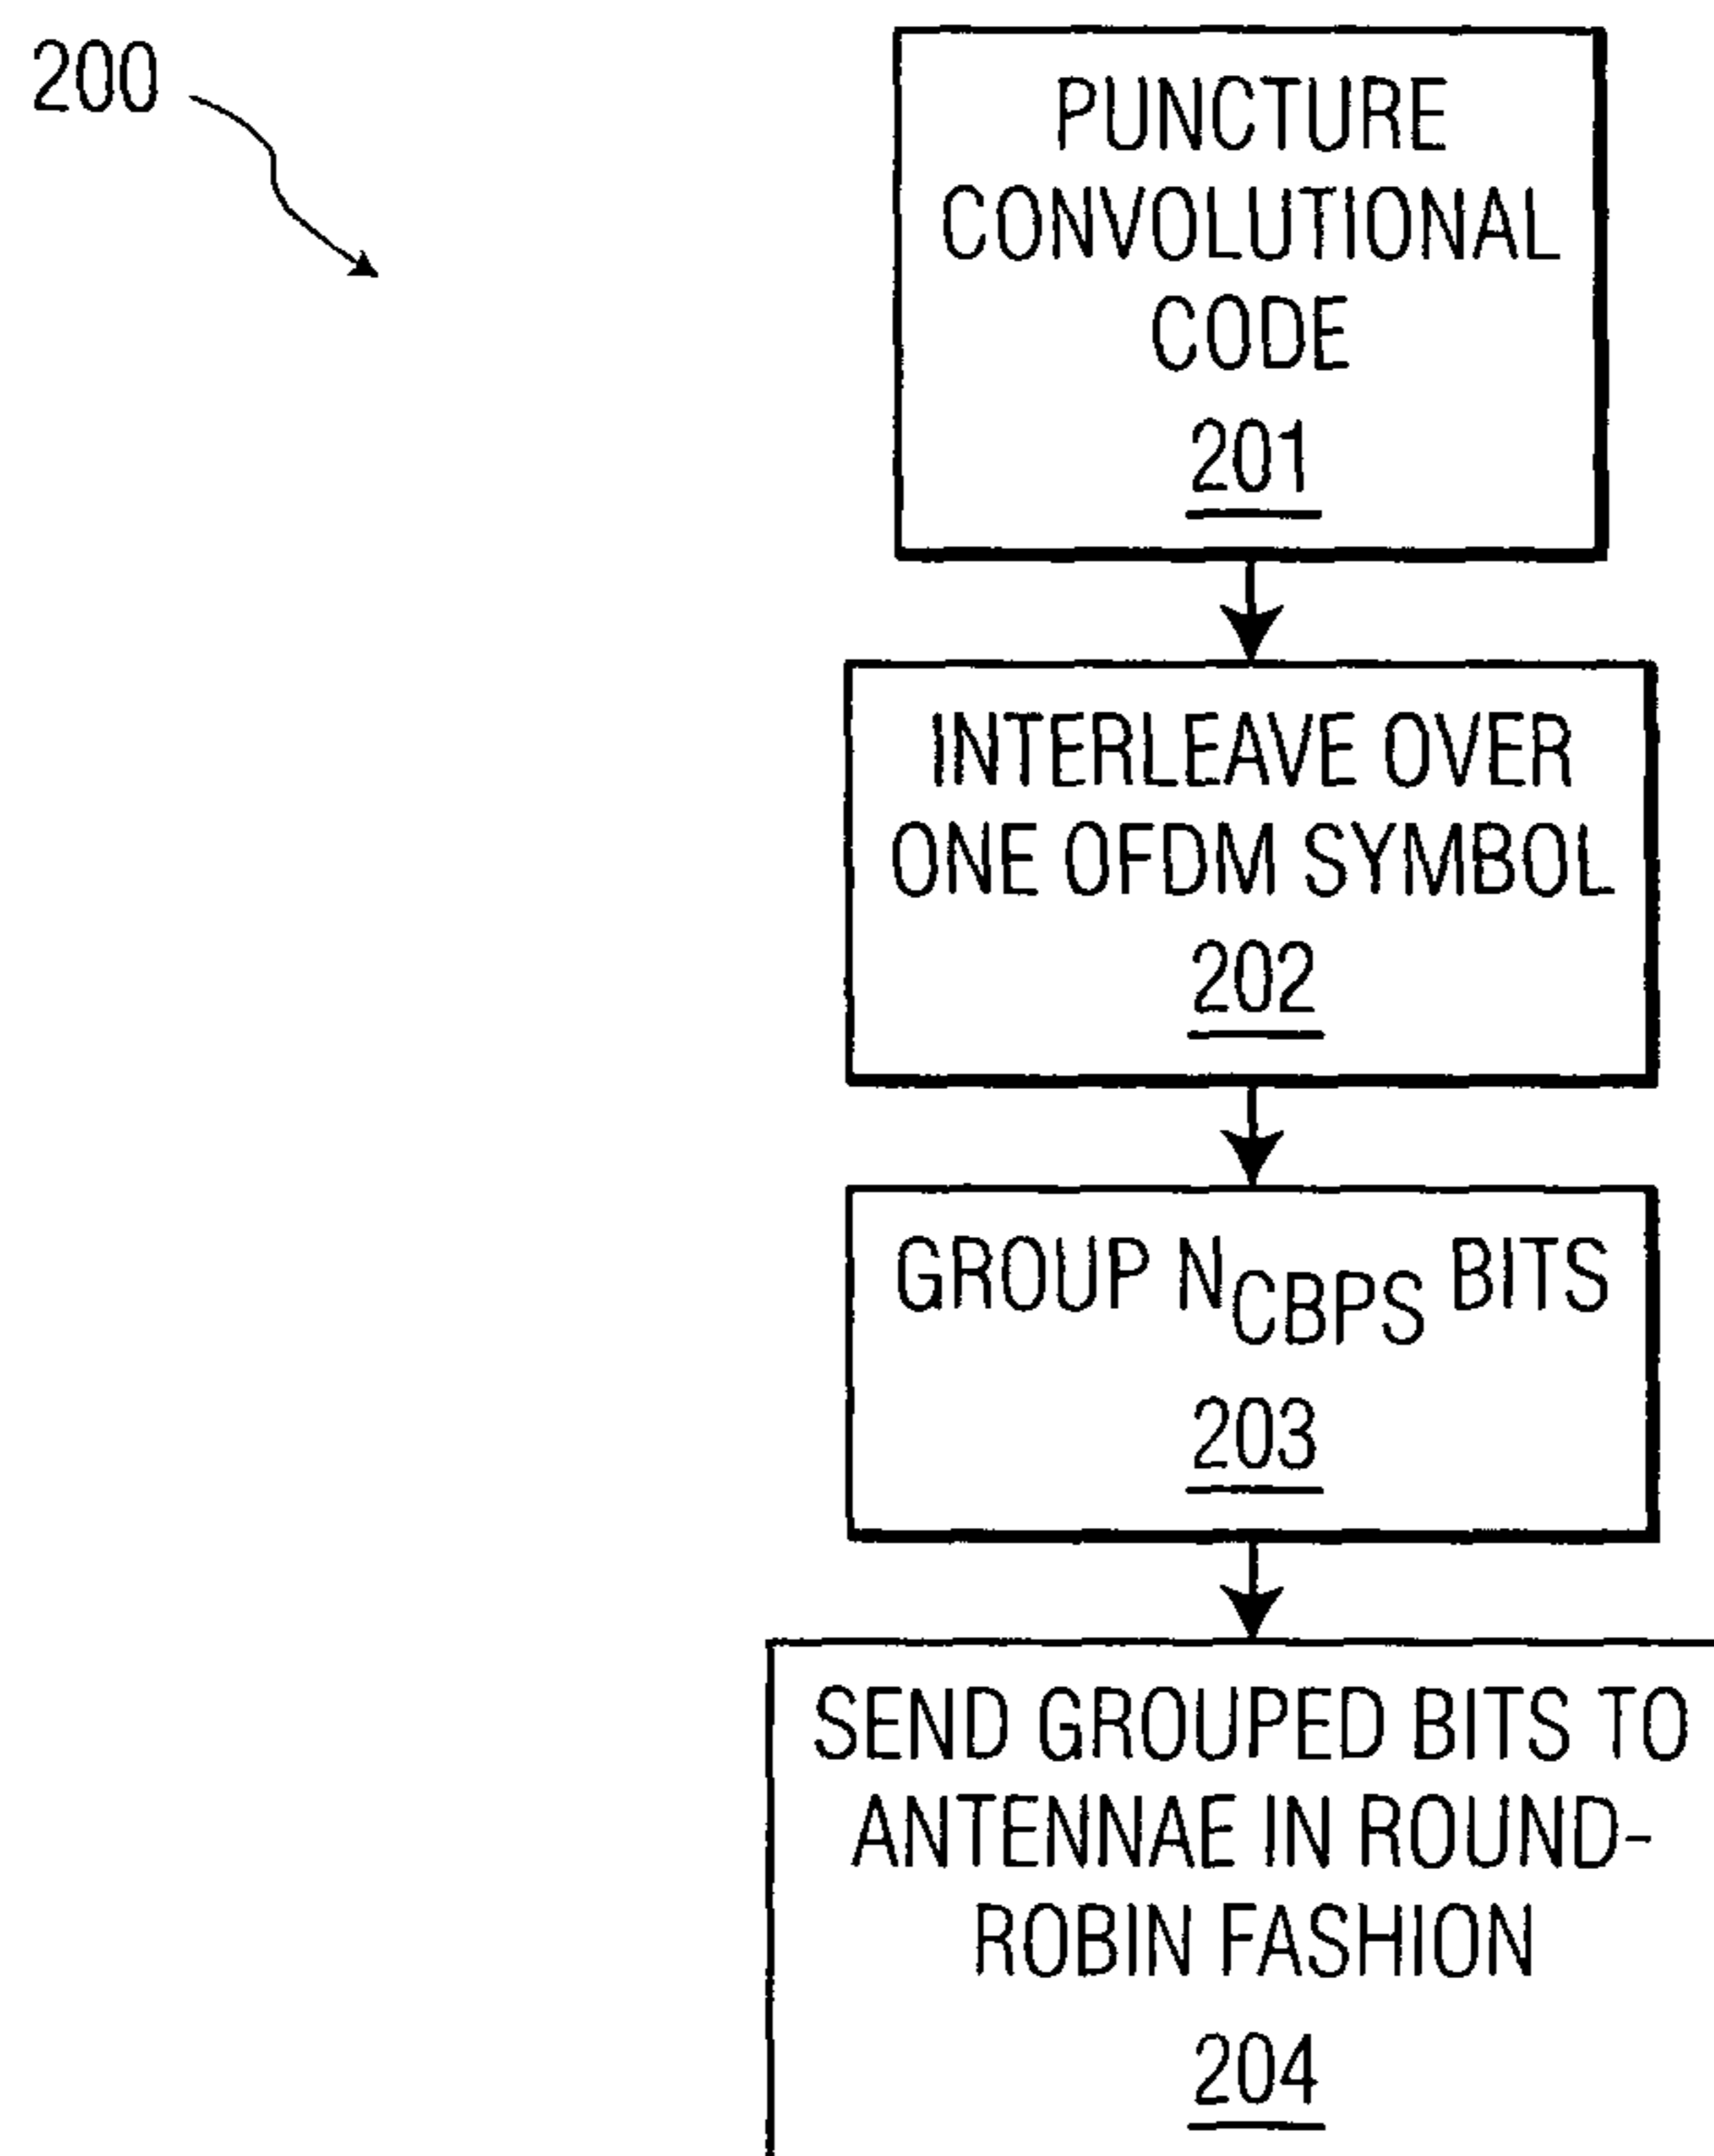 200
PUNCTURE
CONVOLUTIONAL
CODE
201
INTERLEAVE OVER
ONE OFDM SYMBOL
202
GROUP NCBPS BITS
203
SEND GROUPED BITS TO
ANTENNAE IN ROUND-
ROBIN FASHION
204